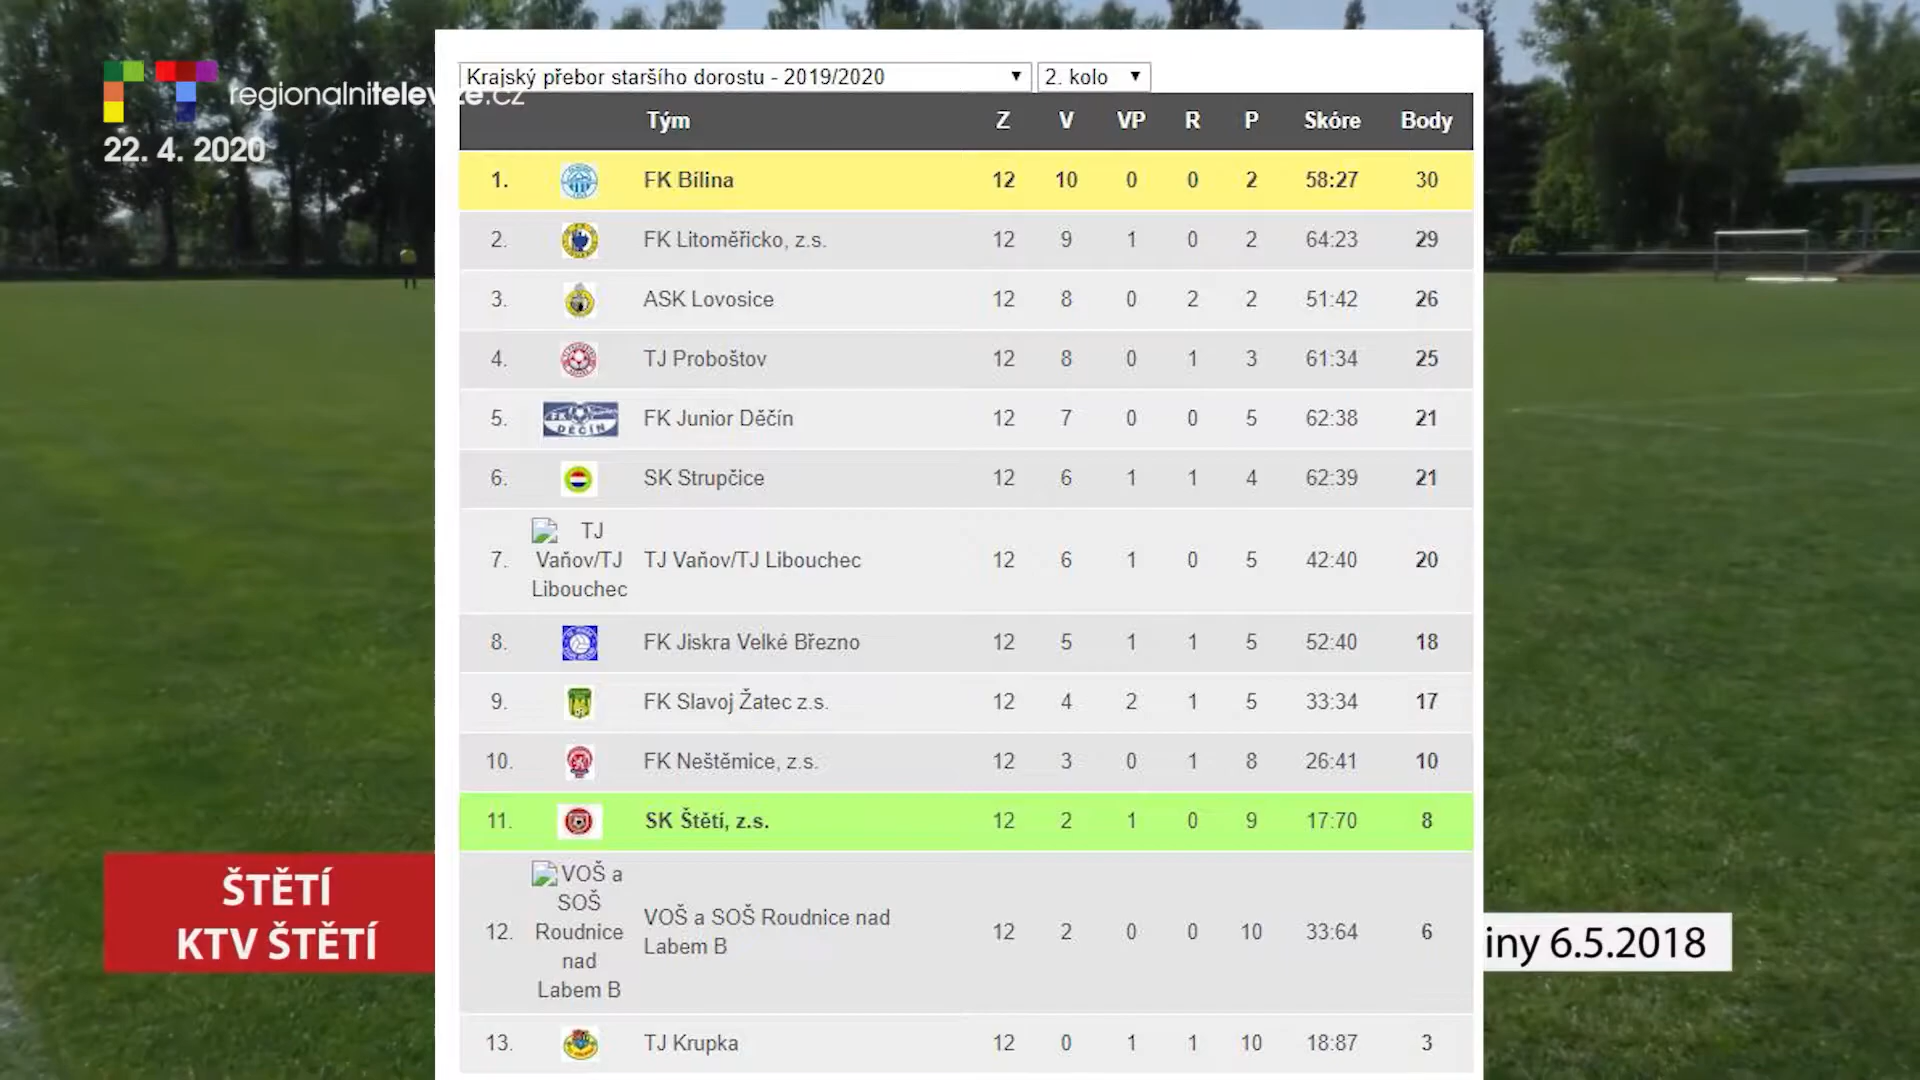 regionalnitelevize.cz
22. 4. 2020
Krajský přebor staršího dorostu - 2019/2020 2. kolo
Tým Z V VP R P Skóre Body
1. FK Bílina 12 10 0 0 2 58:27 30
2. FK Litoměřicko, z.s. 12 9 1 0 2 64:23 29
3. ASK Lovosice 12 8 0 2 2 51:42 26
4. TJ Proboštov 12 8 0 1 3 61:34 25
5. FK Junior Děčín 12 7 0 0 5 62:38 21
6. SK Strupčice 12 6 1 1 4 62:39 21
TJ
Vaňov/TJ
Libouchec
7. TJ Vaňov/TJ Libouchec 12 6 1 0 5 42:40 20
8. FK Jiskra Velké Březno 12 5 1 1 5 52:40 18
9. FK Slavoj Žatec z.s. 12 4 2 1 5 33:34 17
10. FK Neštěmice, z.s. 12 3 0 1 8 26:41 10
11. SK Štětí, z.s. 12 2 1 0 9 17:70 8
VOŠ a
SOŠ
Roudnice
nad
Labem B
12. VOŠ a SOŠ Roudnice nad
Labem B 12 2 0 0 10 33:64 6
13. TJ Krupka 12 0 1 1 10 18:87 3
ŠTĚTÍ
KTV ŠTĚTÍ
iny 6.5.2018